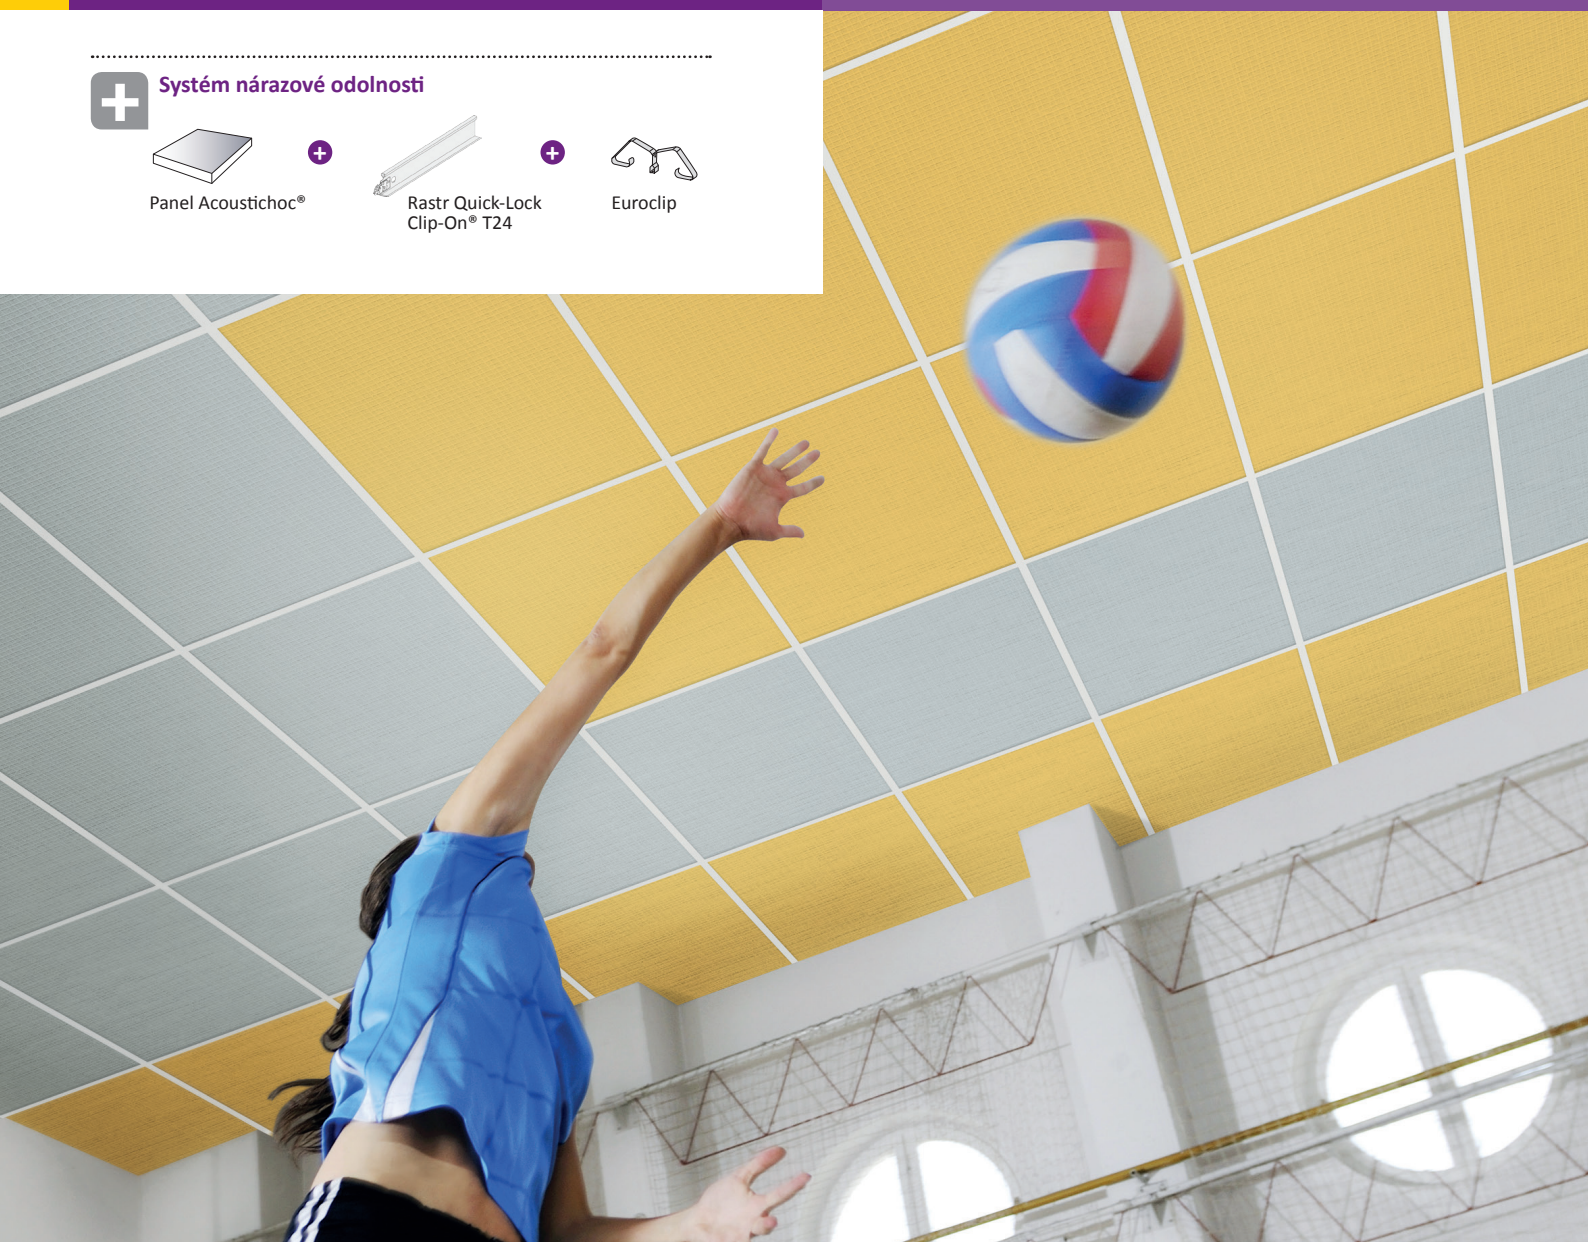 Systém nárazové odolnosti
Panel Acoustichoc®
Rastr Quick-Lock
Clip-On® T24
Euroclip